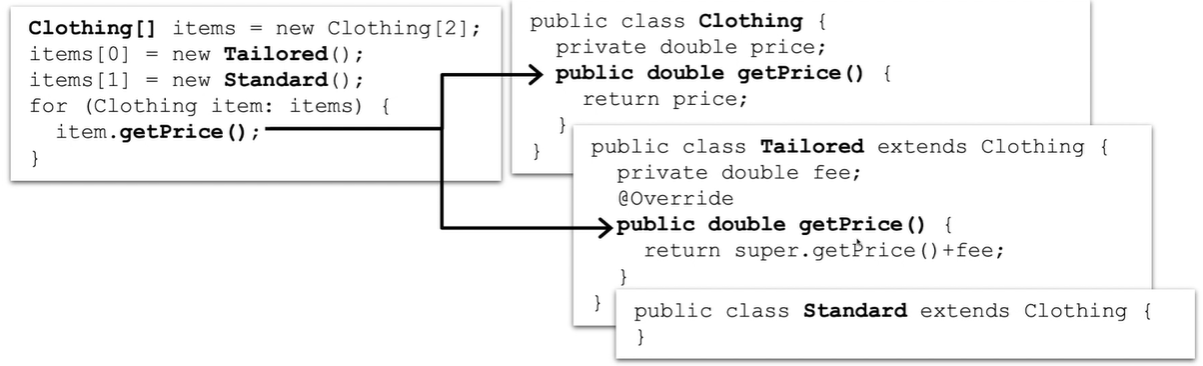 Clothing[] items = new Clothing[2];
items[0] = new Tailored();
items[1] = new Standard();
for (Clothing item: items) {
item.getPrice();
}
public class Clothing {
private double price;
public double getPrice() {
return price;
}
}
public class Tailored extends Clothing {
private double fee;
@Override
public double getPrice() {
return super.getPrice()+fee;
}
}
public class Standard extends Clothing {
}